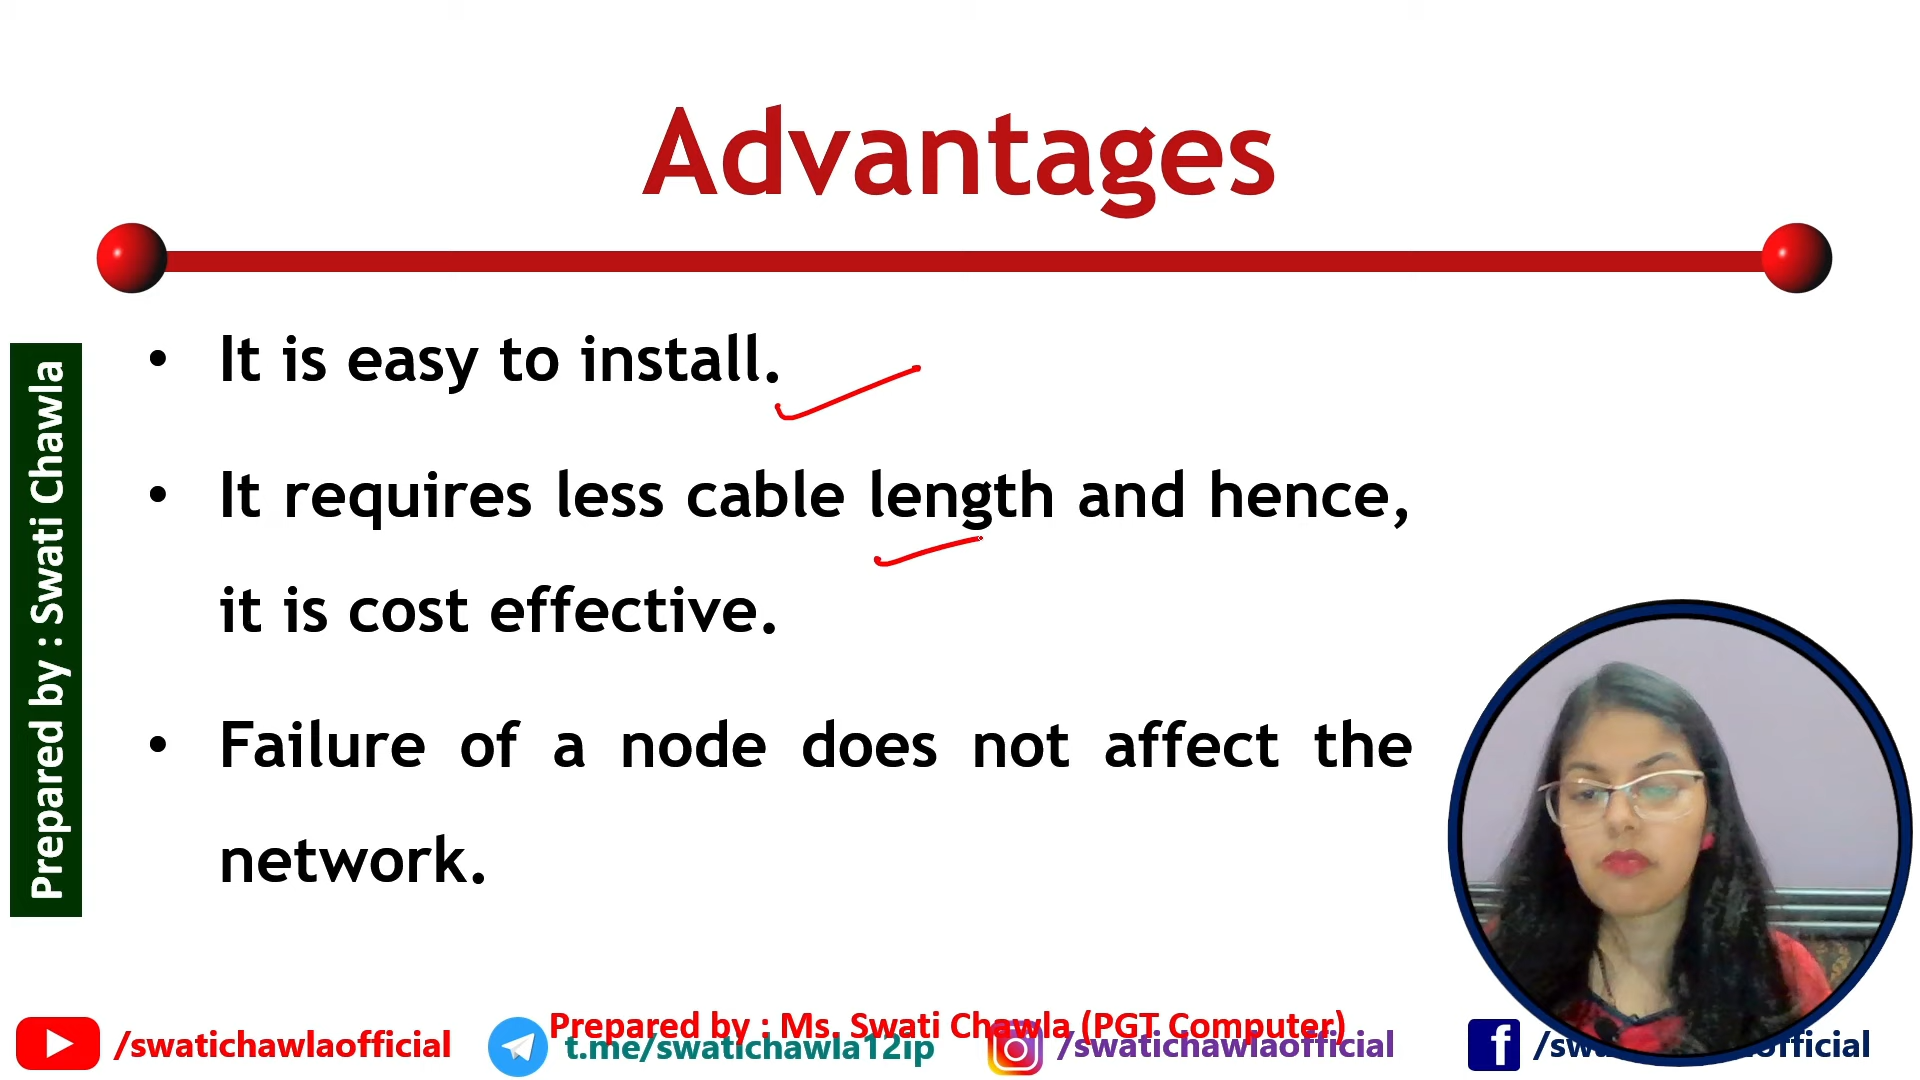 Advantages
• It is easy to install.
• It requires less cable length and hence,
it is cost effective.
• Failure of a node does not affect the
network.
Prepared by : Swati Chawla
Prepared by : Ms. Swati Chawla (PGT Computer)
/swatichawlaofficial
t.me/swatichawla12ip
/swatichawlaofficial